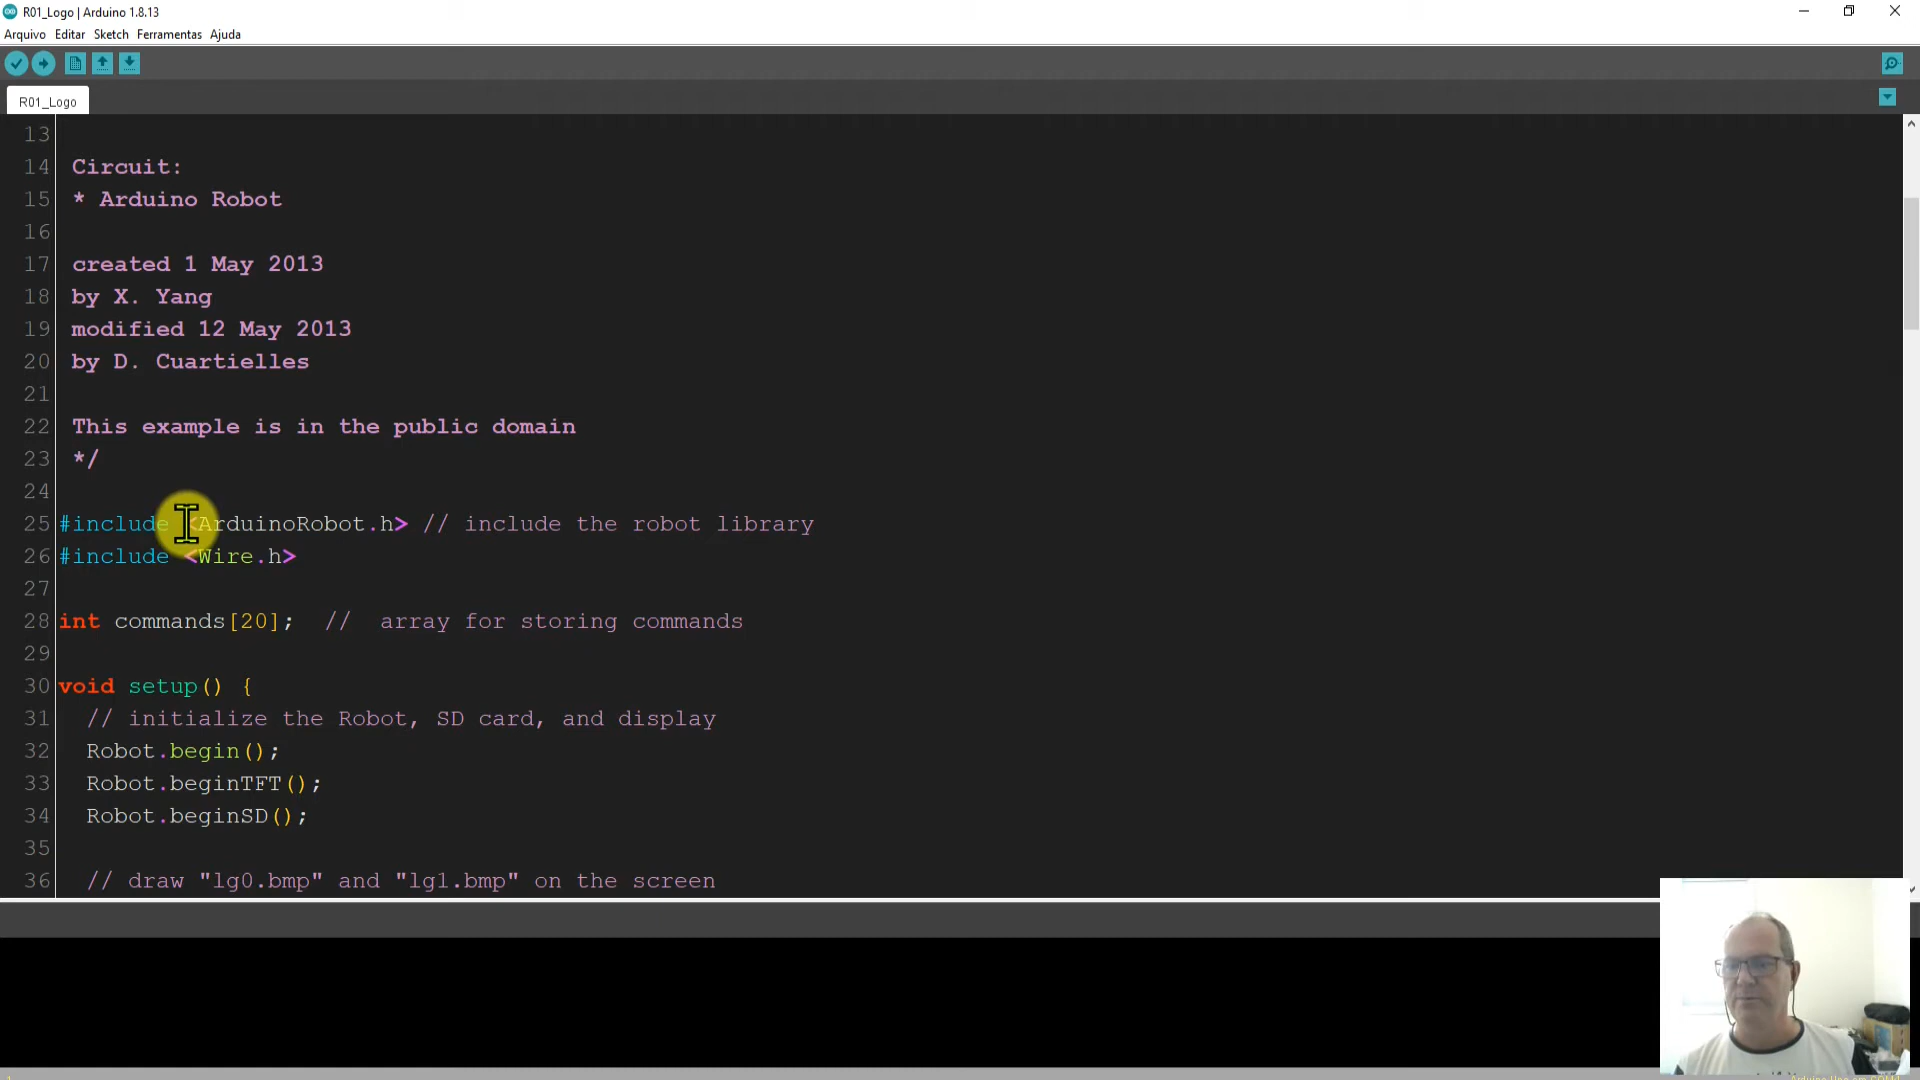 R01_Logo | Arduino 1.8.13
Arquivo Editar Sketch Ferramentas Ajuda
R01_Logo
13
14 Circuit:
15 * Arduino Robot
16
17 created 1 May 2013
18 by X. Yang
19 modified 12 May 2013
20 by D. Cuartielles
21
22 This example is in the public domain
23 */
24
25 #include <ArduinoRobot.h> // include the robot library
26 #include <Wire.h>
27
28 int commands[20];  //  array for storing commands
29
30 void setup() {
31 // initialize the Robot, SD card, and display
32 Robot.begin();
33 Robot.beginTFT();
34 Robot.beginSD();
35
36 // draw "lg0.bmp" and "lg1.bmp" on the screen